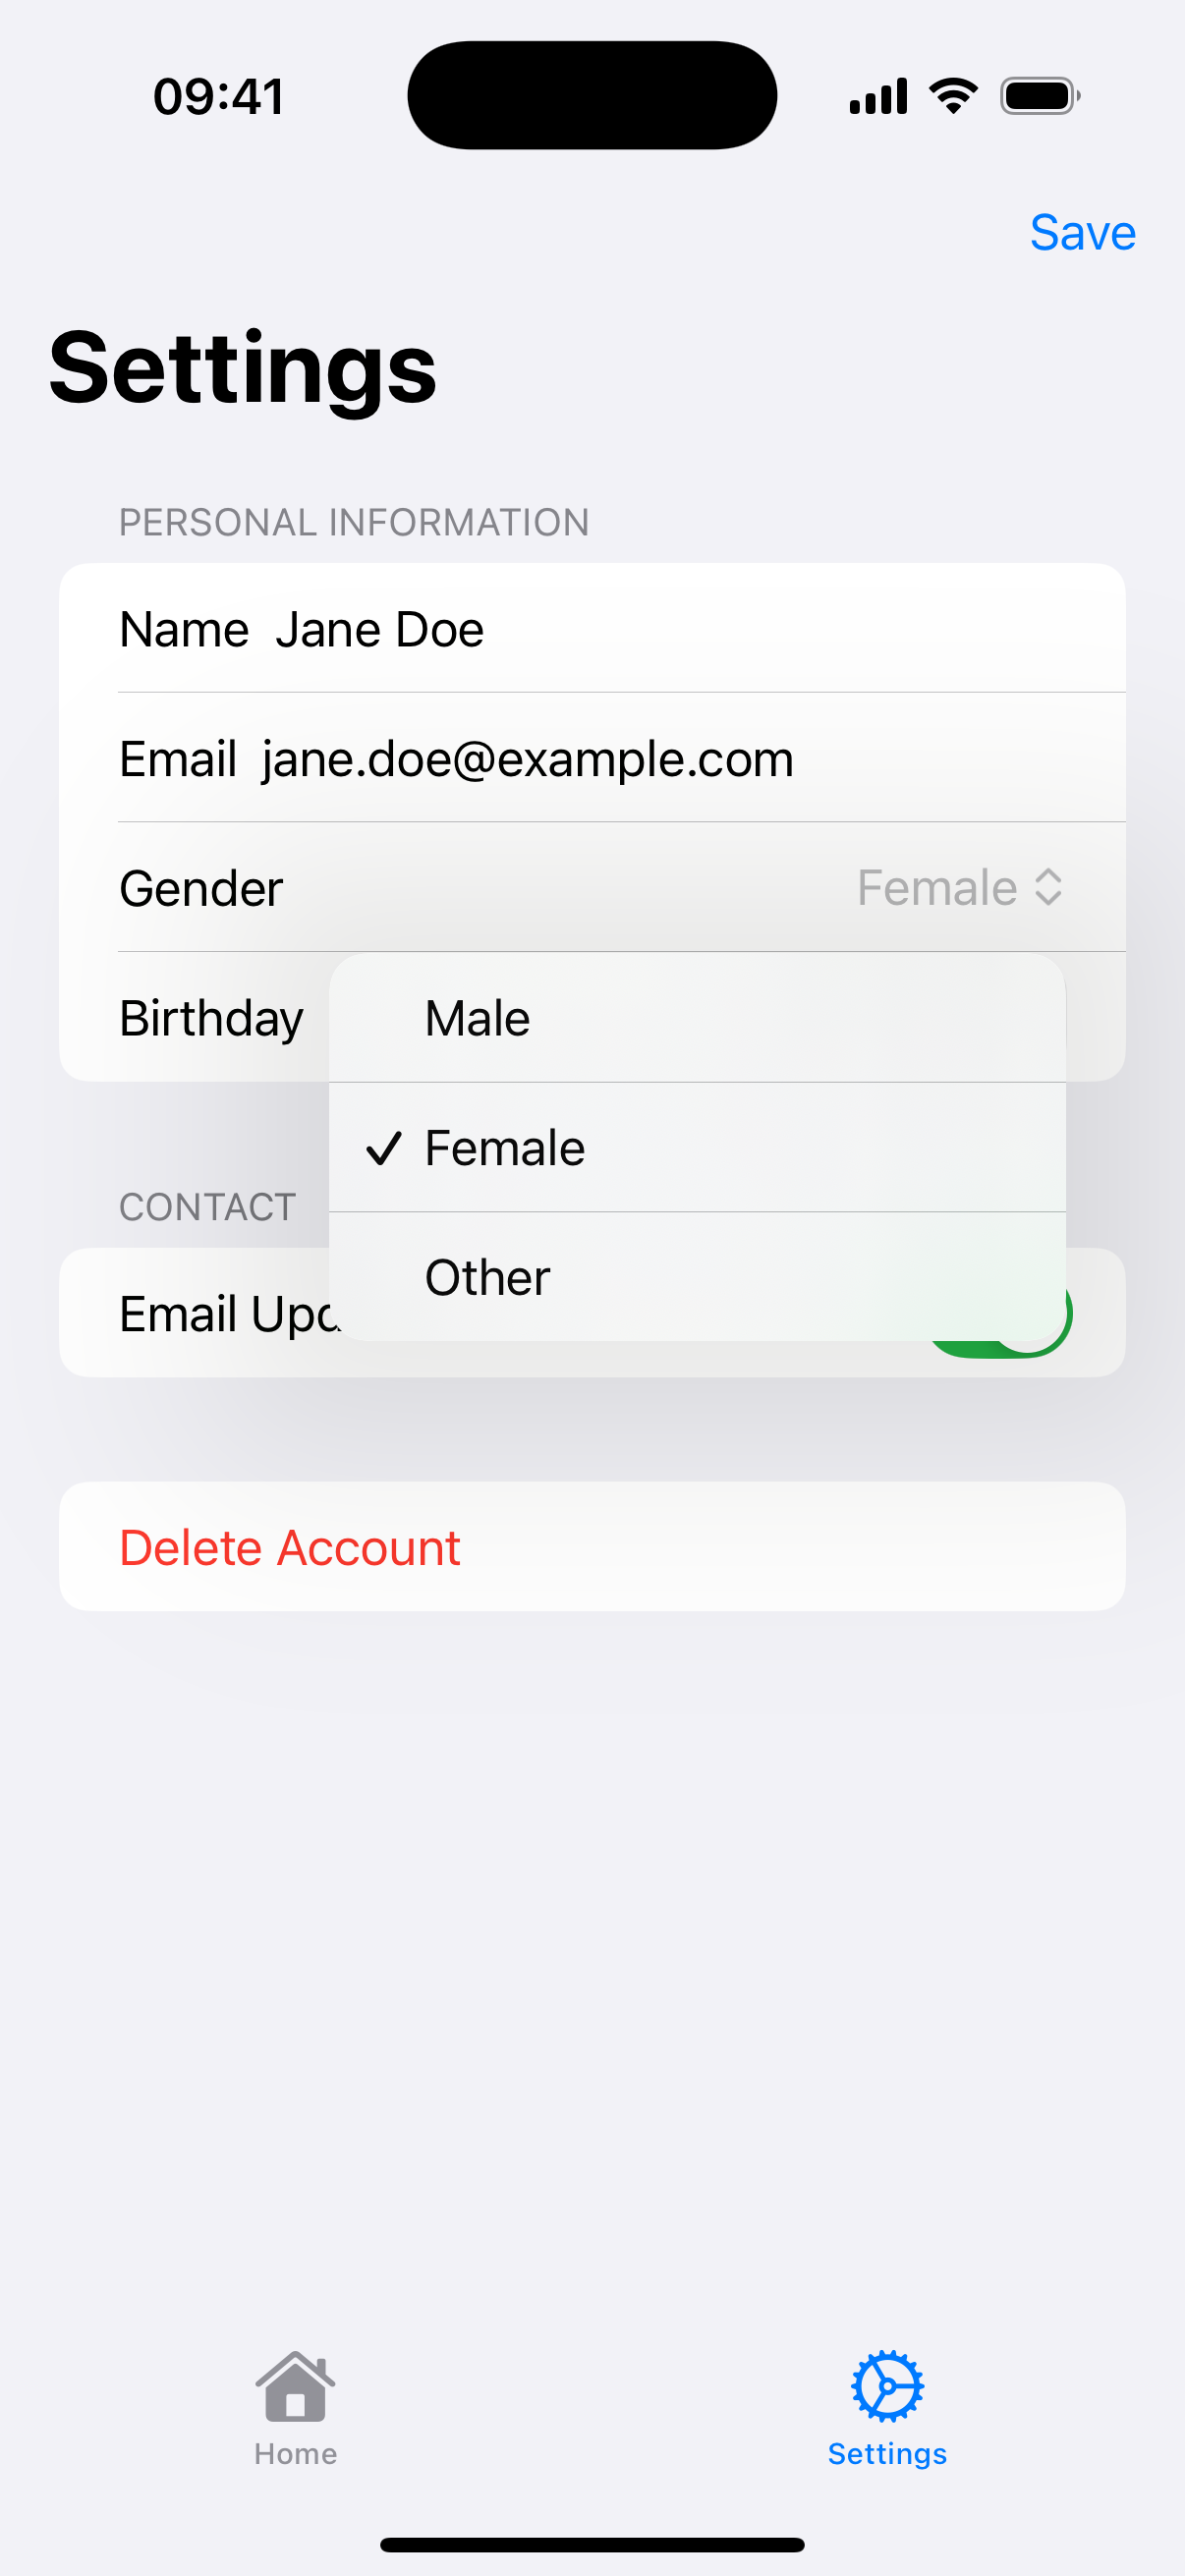 09:41
Save
Settings
PERSONAL INFORMATION
Name Jane Doe
Email jane.doe@example.com
Gender Female
Birthday
Male
Female
Other
CONTACT
Email
Delete Account
Home
Settings